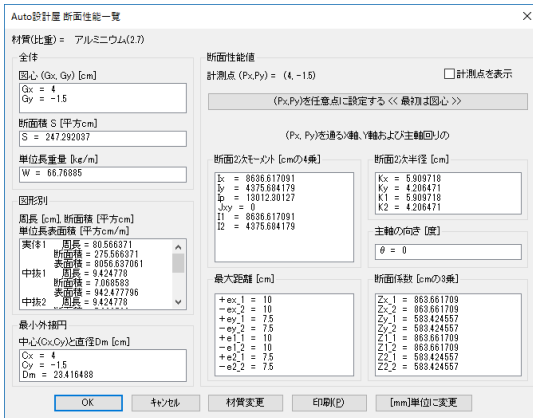 Auto設計屋 断面性能一覧
材質(比重) = アルミニウム(2.7)
全体
図心 (Gx, Gy) [cm]
Gx = 4
Gy = -1.5
断面積 S [平方cm]
S = 247.292037
単位長重量 [kg/m]
W = 66.76885
図形別
周長 [cm], 断面積 [平方cm]
単位長表面積 [平方cm/m]
実体1 周長 = 80.566371
断面積 = 275.566371
表面積 = 8056.637061
中抜1 周長 = 9.424778
断面積 = 7.068583
表面積 = 942.477796
中抜2 周長 = 9.424778
最小外接円
中心(Cx,Cy)と直径Dm [cm]
Cx = 4
Cy = -1.5
Dm = 23.416488
断面性能値
計測点 (Px,Py) = (4, -1.5)
計測点を表示
(Px,Py)を任意点に設定する << 最初は図心 >>
(Px, Py)を通るX軸、Y軸および主軸回りの
断面2次モーメント [cmの4乗]
Ix = 8636.617091
Iy = 4375.684179
Ip = 13012.30127
Jxy = 0
I1 = 8636.617091
I2 = 4375.684179
断面2次半径 [cm]
Kx = 5.909718
Ky = 4.206471
K1 = 5.909718
K2 = 4.206471
主軸の向き [度]
θ = 0
最大距離 [cm]
+ex_1 = 10
-ex_2 = 10
+ey_1 = 7.5
-ey_2 = 7.5
+e1_1 = 10
-e1_2 = 10
+e2_1 = 7.5
-e2_2 = 7.5
断面係数 [cmの3乗]
Zx_1 = 863.661709
Zx_2 = 863.661709
Zy_1 = 583.424557
Zy_2 = 583.424557
Z1_1 = 863.661709
Z1_2 = 863.661709
Z2_1 = 583.424557
Z2_2 = 583.424557
OK
キャンセル
材質変更
印刷(P)
[mm]単位に変更